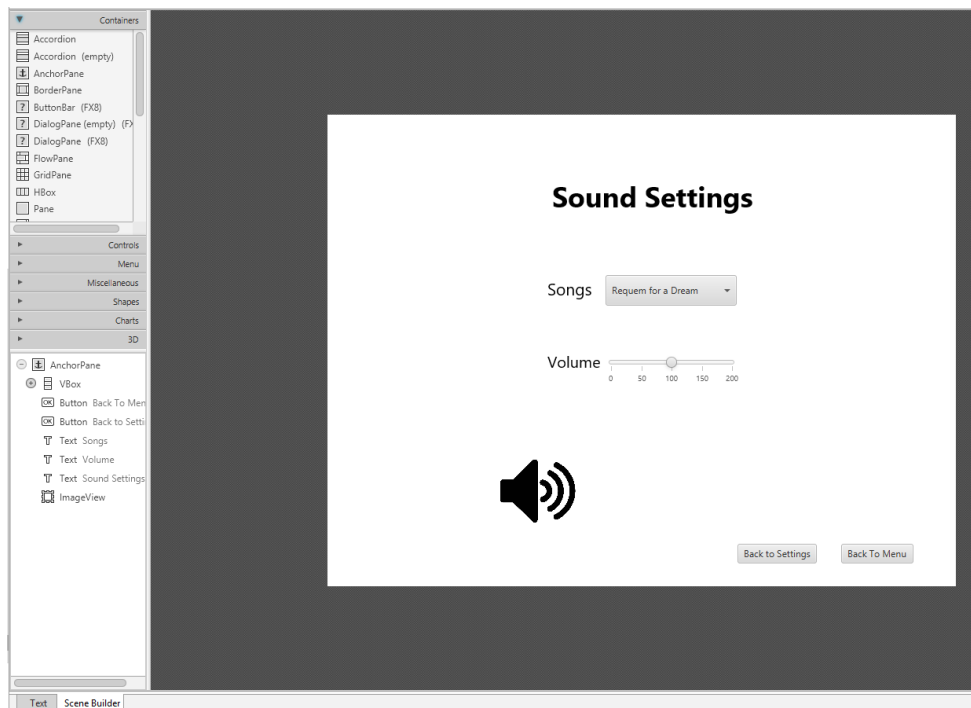 Containers
Accordion
Accordion (empty)
AnchorPane
BorderPane
ButtonBar (FX8)
DialogPane (empty) (FX
DialogPane (FX8)
FlowPane
GridPane
HBox
Pane
Controls
Menu
Miscellaneous
Shapes
Charts
3D
AnchorPane
VBox
Button Back To Men
Button Back to Setti
Text Songs
Text Volume
Text Sound Settings
ImageView
Text Scene Builder
Sound Settings
Songs Requem for a Dream
Volume
0 50 100 150 200
Back to Settings Back To Menu